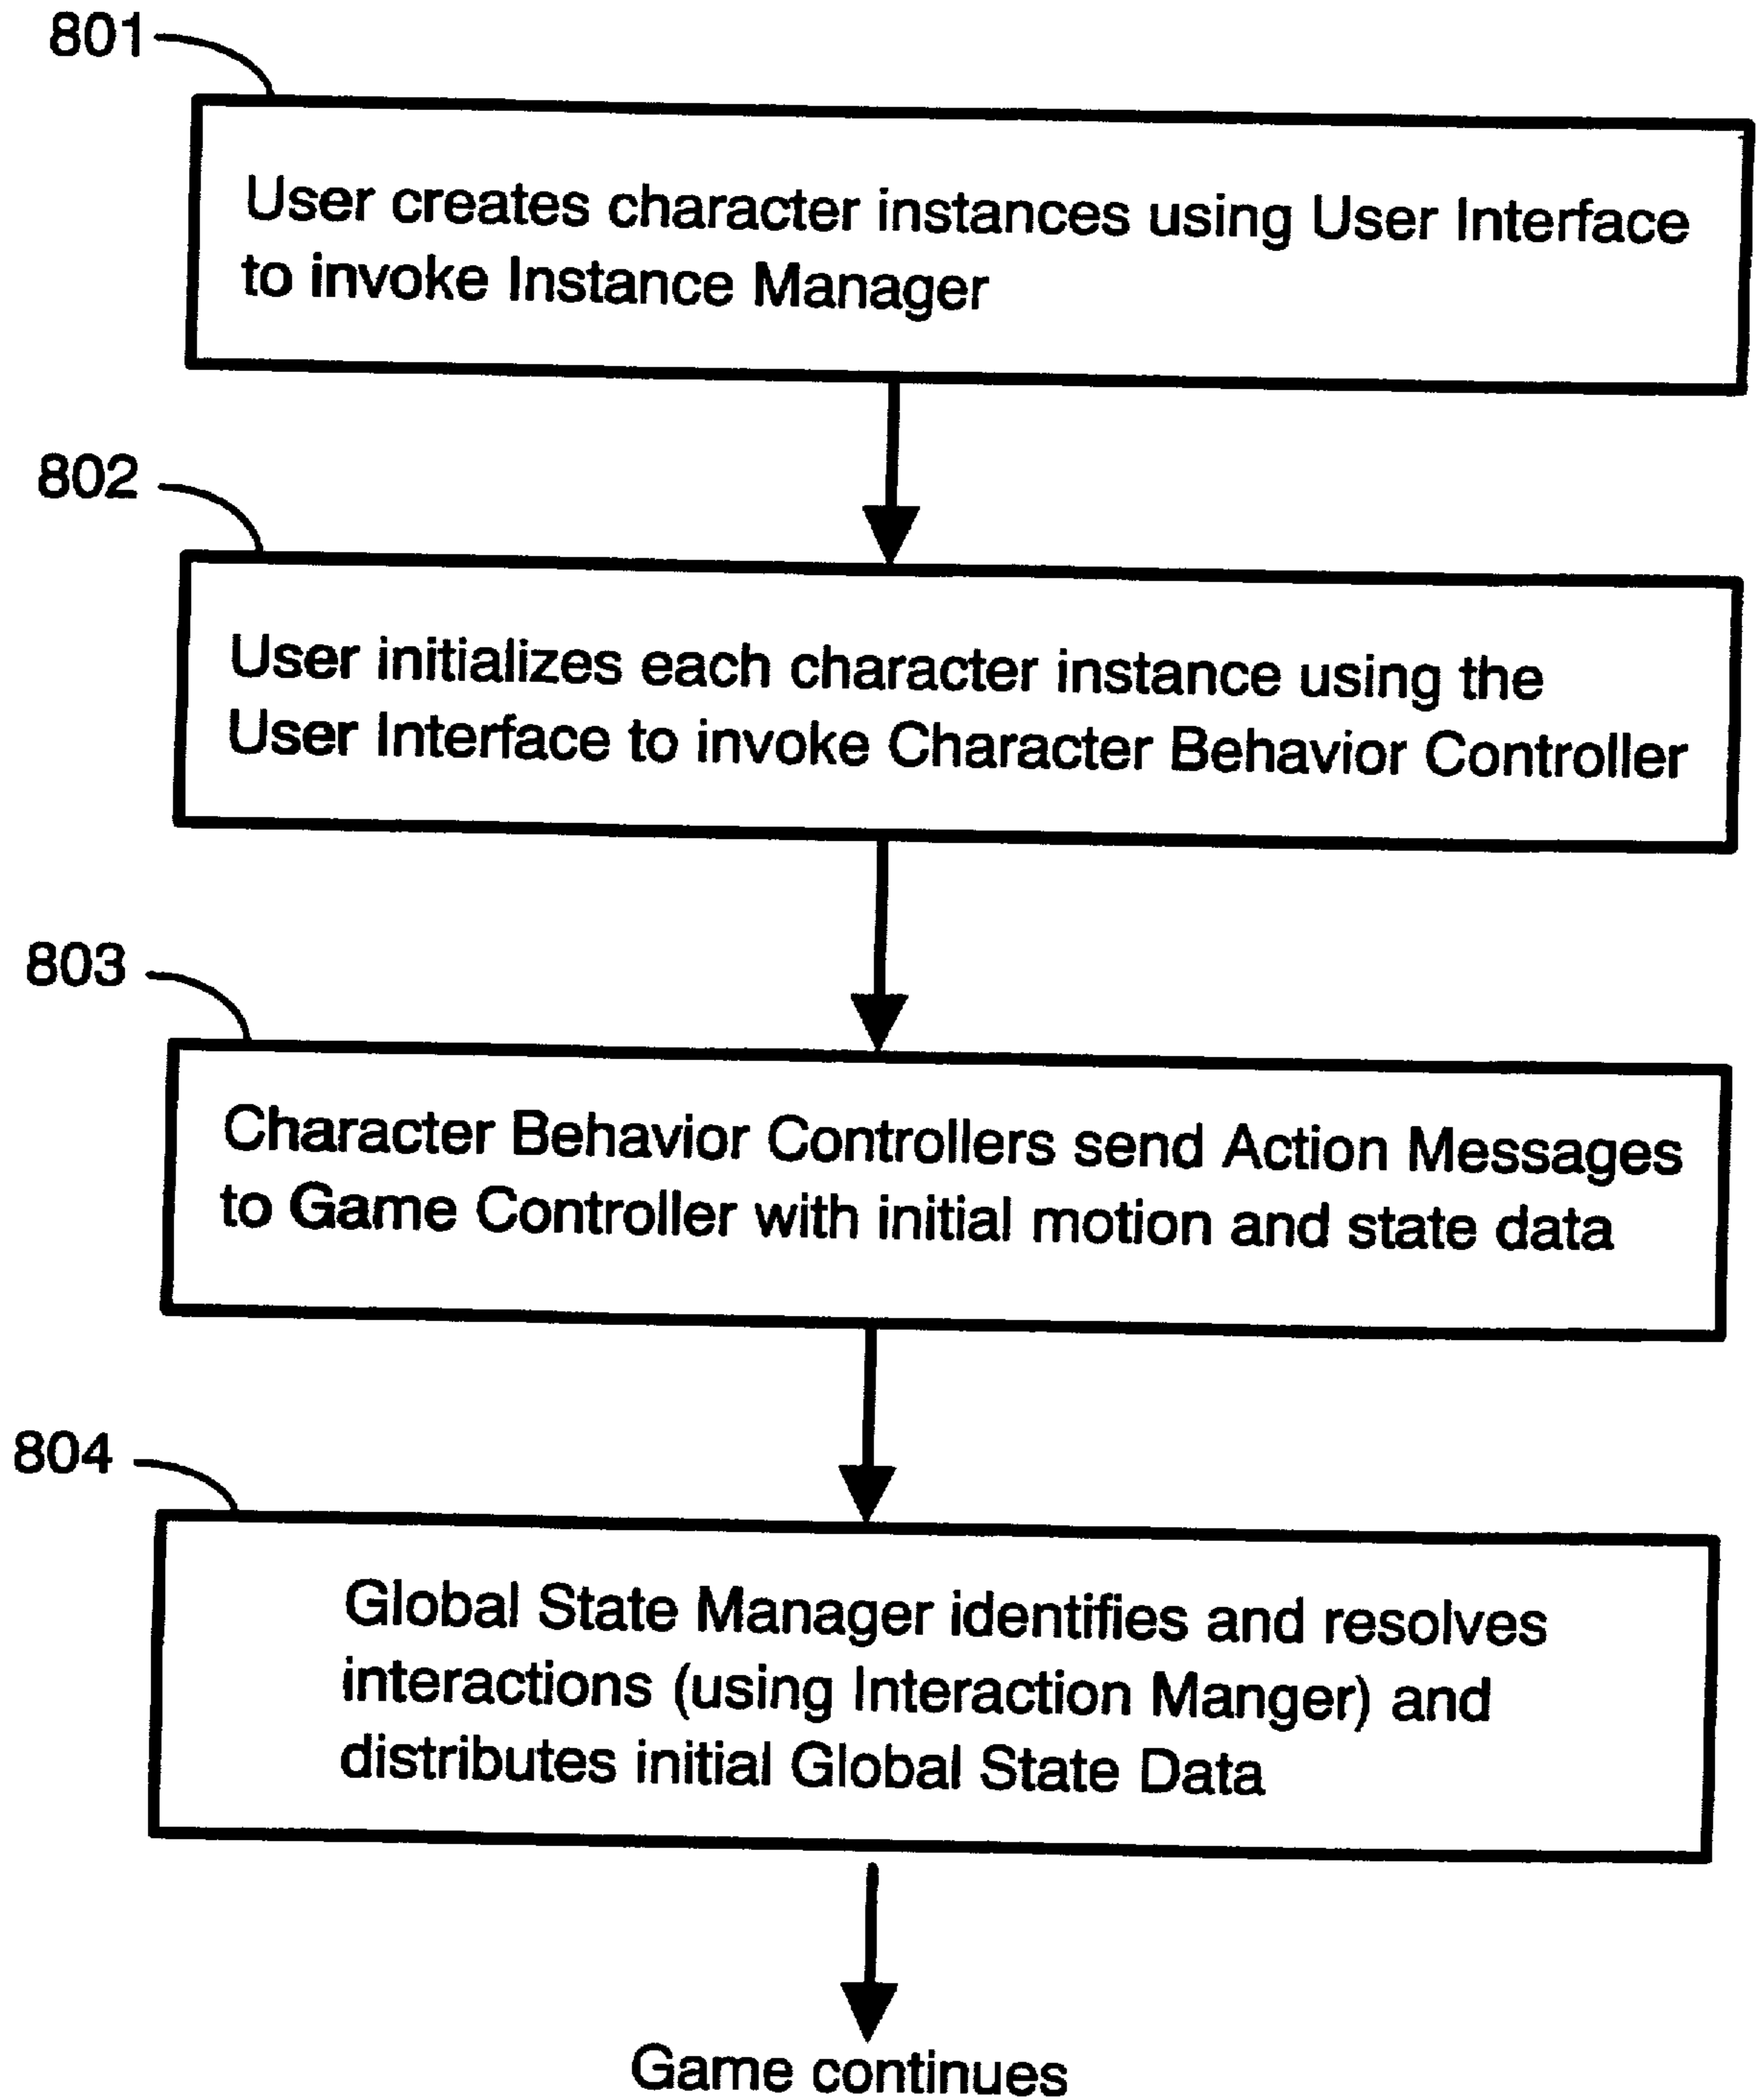 801
User creates character instances using User Interface
to invoke Instance Manager
802
User initializes each character instance using the
User Interface to invoke Character Behavior Controller
803
Character Behavior Controllers send Action Messages
to Game Controller with initial motion and state data
804
Global State Manager identifies and resolves
interactions (using Interaction Manger) and
distributes initial Global State Data
Game continues